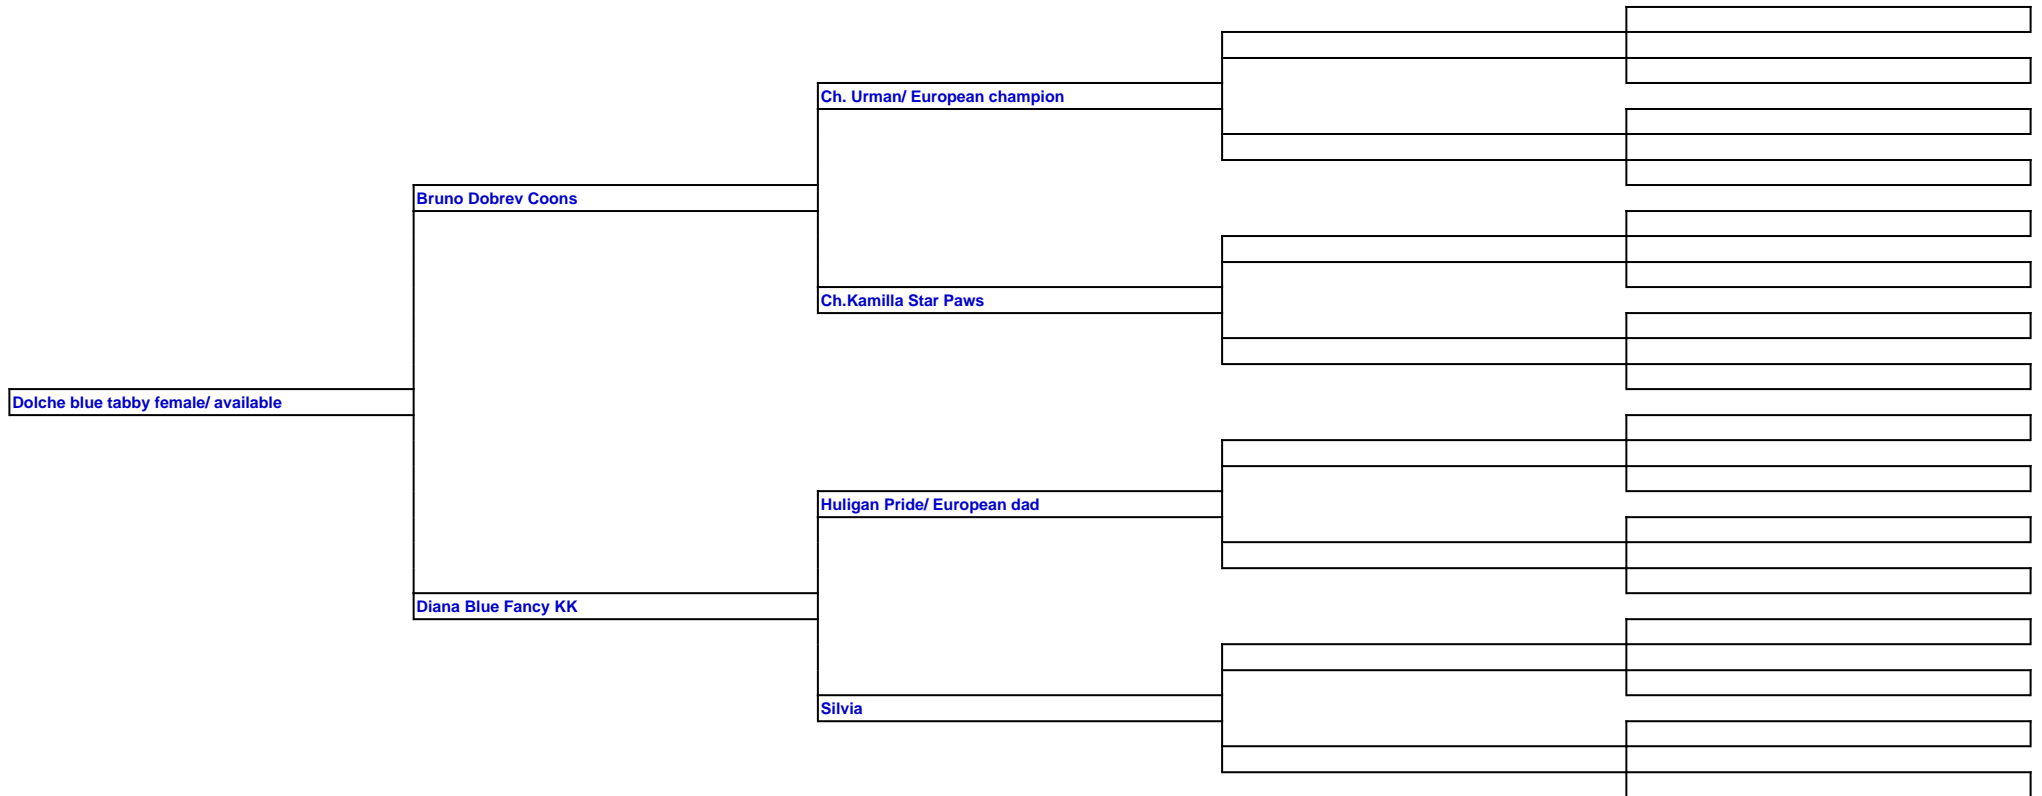 Ch. Urman/ European champion
Bruno Dobrev Coons
Ch.Kamilla Star Paws
Dolche blue tabby female/ available
Huligan Pride/ European dad
Diana Blue Fancy KK
Silvia